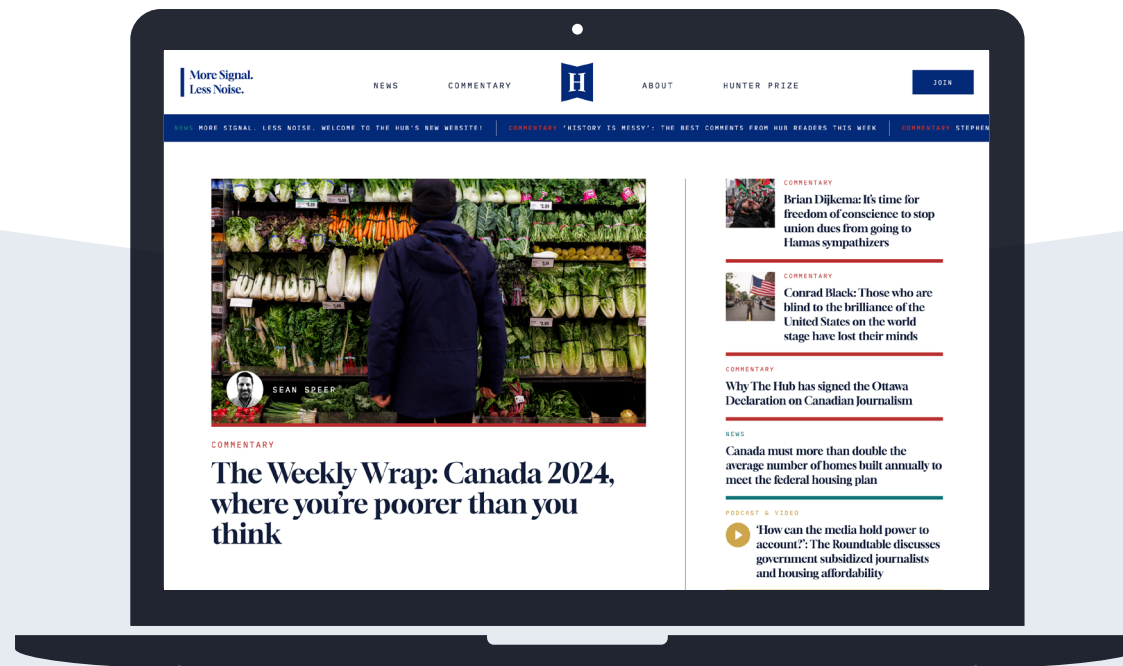 More Signal.
Less Noise.
NEWS
COMMENTARY
H
ABOUT
HUNTER PRIZE
JOIN
NEWS MORE SIGNAL. LESS NOISE. WELCOME TO THE HUB'S NEW WEBSITE!
COMMENTARY 'HISTORY IS MESSY': THE BEST COMMENTS FROM HUB READERS THIS WEEK
COMMENTARY STEPHEN
SEAN SPEER
COMMENTARY
The Weekly Wrap: Canada 2024,
where you're poorer than you
think
COMMENTARY
Brian Dijkema: It's time for
freedom of conscience to stop
union dues from going to
Hamas sympathizers
COMMENTARY
Conrad Black: Those who are
blind to the brilliance of the
United States on the world
stage have lost their minds
COMMENTARY
Why The Hub has signed the Ottawa
Declaration on Canadian Journalism
NEWS
Canada must more than double the
average number of homes built annually to
meet the federal housing plan
PODCAST & VIDEO
'How can the media hold power to
account?': The Roundtable discusses
government subsidized journalists
and housing affordability